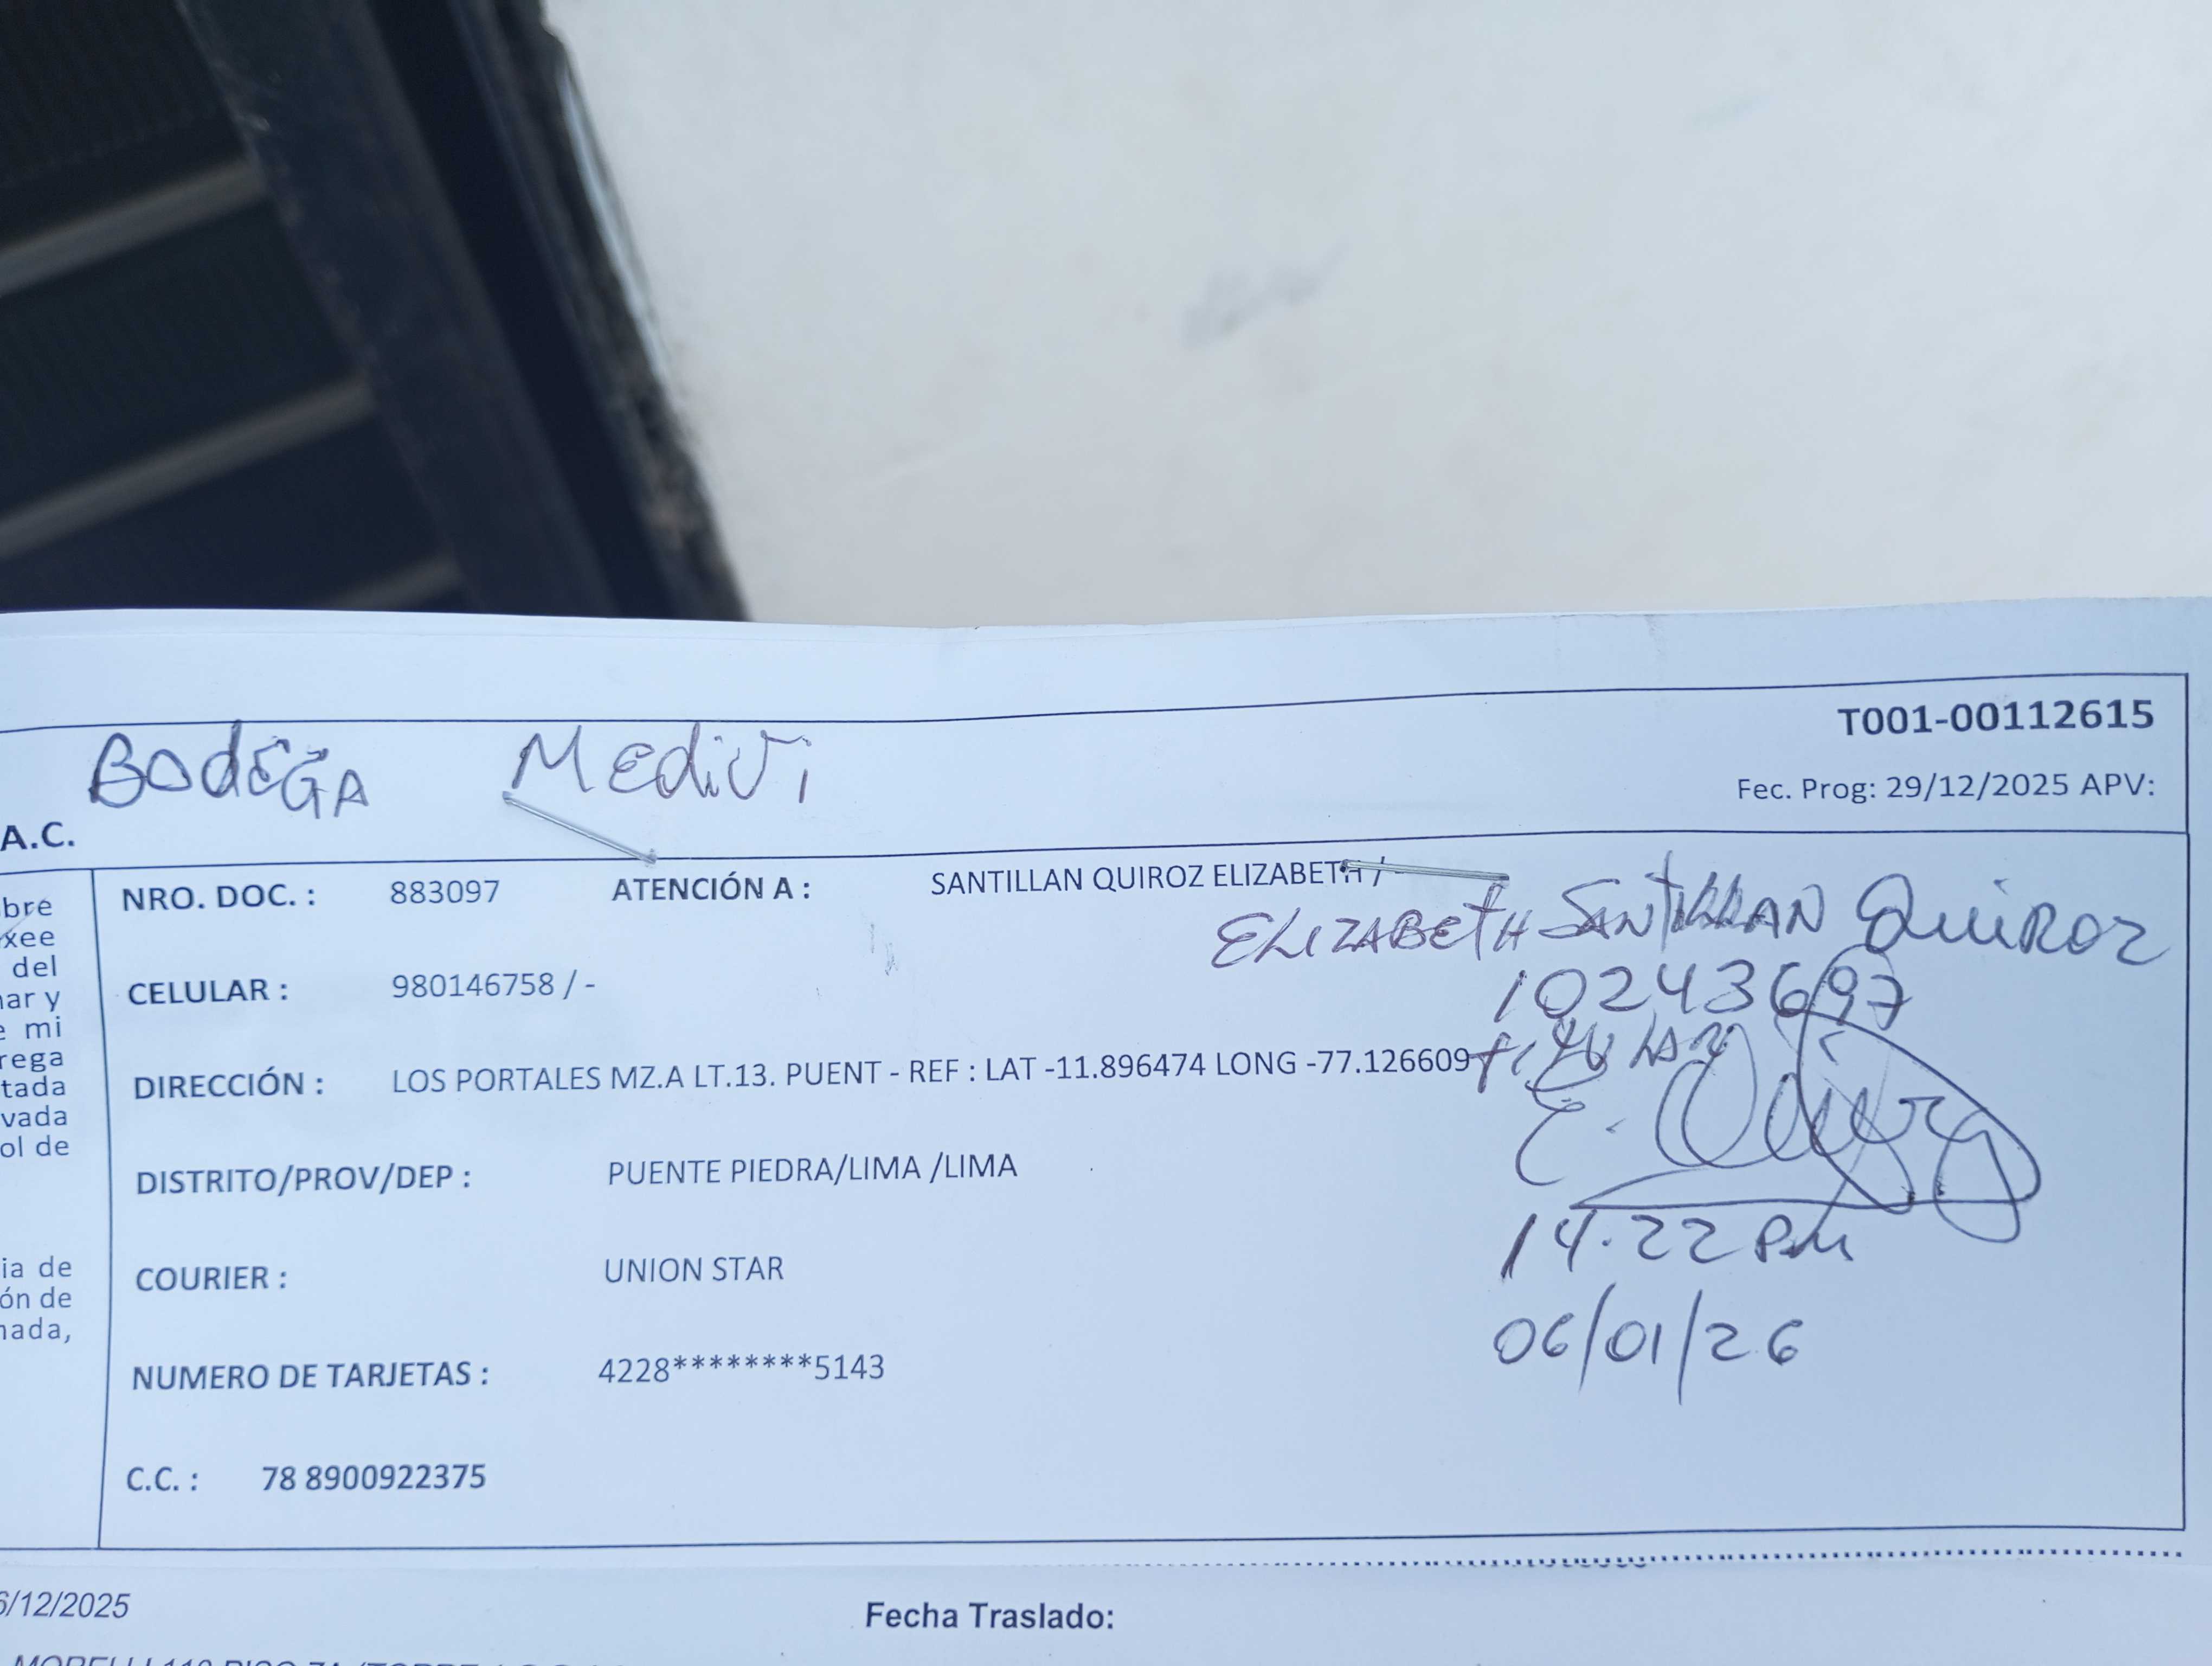 BODEGA MEDIVI
T001-00112615
Fec. Prog: 29/12/2025 APV:
A.C.
NRO. DOC. : 883097 ATENCIÓN A : SANTILLAN QUIROZ ELIZABETH /
ELIZABETH SANTILLAN QUIROZ
10243697
CELULAR : 980146758 / -
TITULAR
DIRECCIÓN : LOS PORTALES MZ.A LT.13. PUENT - REF : LAT -11.896474 LONG -77.126609
DISTRITO/PROV/DEP : PUENTE PIEDRA/LIMA /LIMA
14.22 PM
COURIER : UNION STAR
06/01/26
NUMERO DE TARJETAS : 4228********5143
C.C. : 78 8900922375
bre
xee
del
ar y
e mi
rega
tada
vada
ol de
ia de
ón de
nada,
6/12/2025
Fecha Traslado: